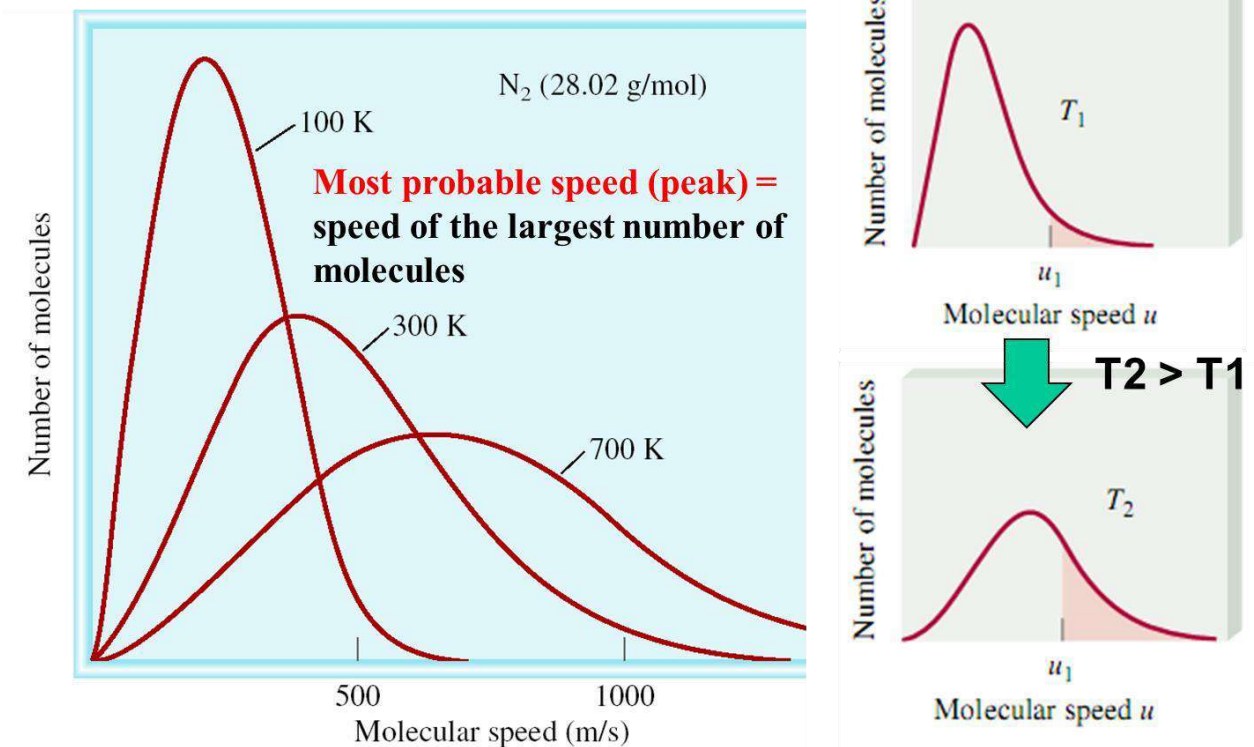 N₂ (28.02 g/mol)
100 K
Most probable speed (peak) =
speed of the largest number of
molecules
300 K
700 K
Number of molecules
500
1000
Molecular speed (m/s)
Number of molecules
T₁
u₁
Molecular speed u
T2 > T1
Number of molecules
T₂
u₁
Molecular speed u